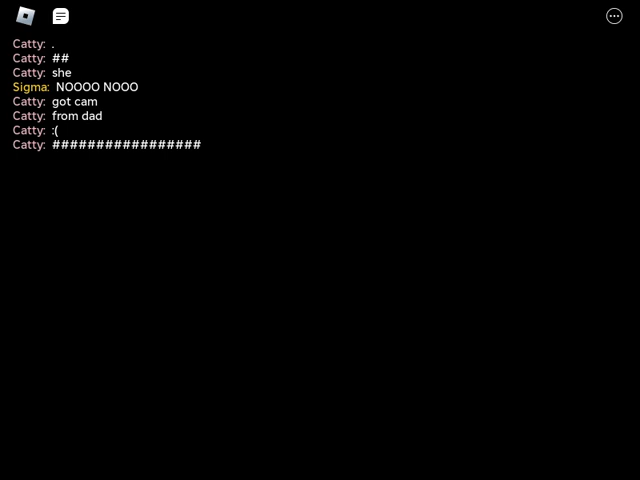 Catty: .
Catty: ##
Catty: she
Sigma: NOOOO NOOO
Catty: got cam
Catty: from dad
Catty: :(
Catty: #################